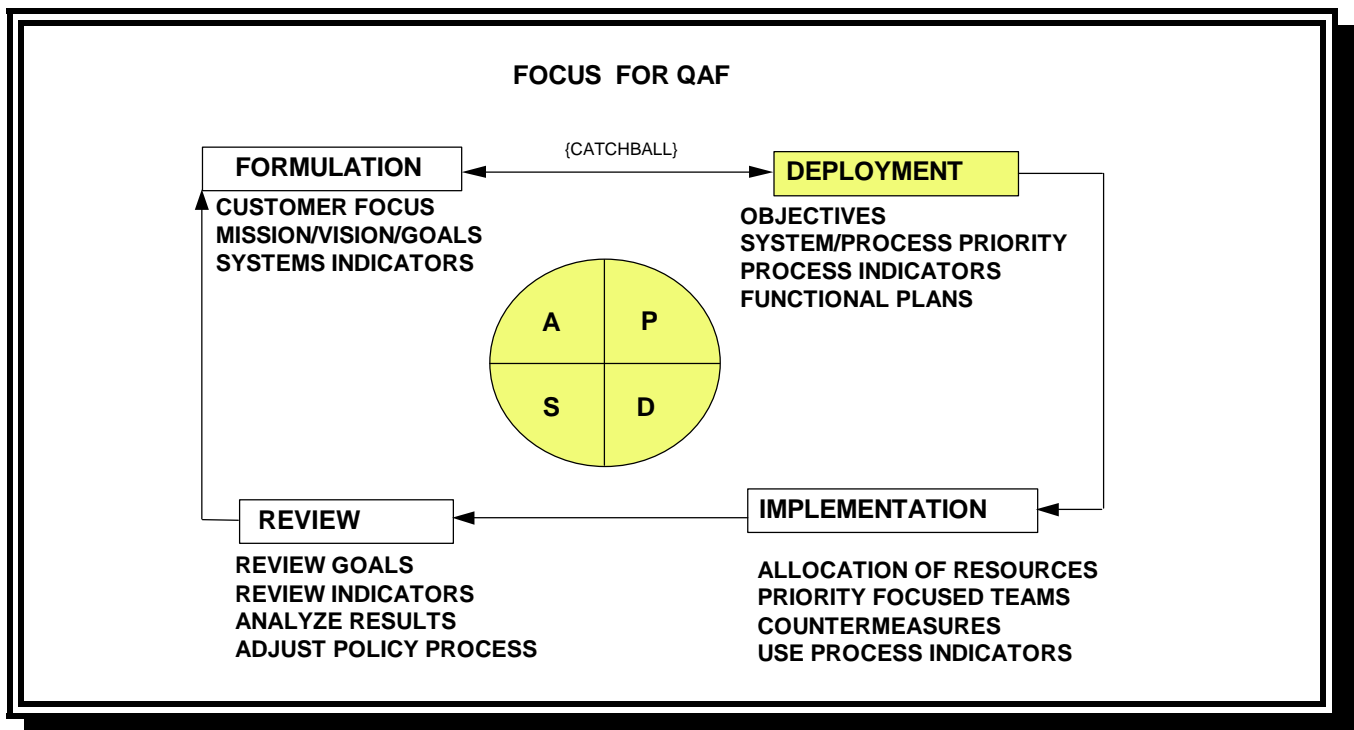 FOCUS FOR QAF
FORMULATION
{CATCHBALL}
DEPLOYMENT
CUSTOMER FOCUS
MISSION/VISION/GOALS
SYSTEMS INDICATORS
OBJECTIVES
SYSTEM/PROCESS PRIORITY
PROCESS INDICATORS
FUNCTIONAL PLANS
A
P
S
D
REVIEW
REVIEW GOALS
REVIEW INDICATORS
ANALYZE RESULTS
ADJUST POLICY PROCESS
IMPLEMENTATION
ALLOCATION OF RESOURCES
PRIORITY FOCUSED TEAMS
COUNTERMEASURES
USE PROCESS INDICATORS